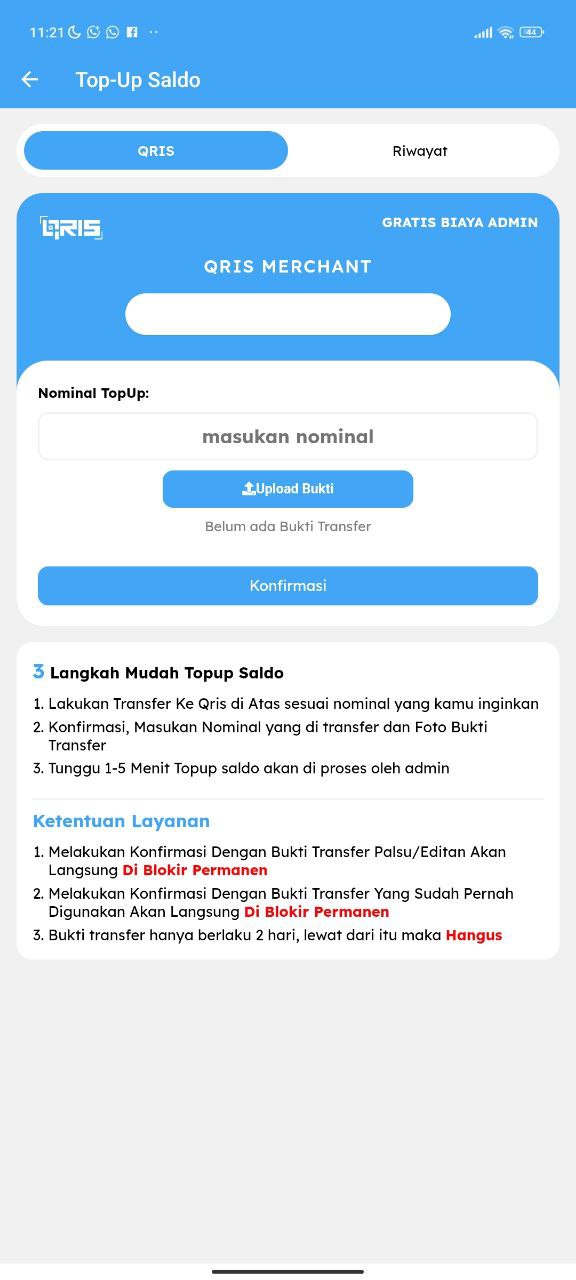 11:21
44
Top-Up Saldo
QRIS
Riwayat
QRIS
GRATIS BIAYA ADMIN
QRIS MERCHANT
Nominal TopUp:
masukan nominal
Upload Bukti
Belum ada Bukti Transfer
Konfirmasi
3 Langkah Mudah Topup Saldo
1. Lakukan Transfer Ke Qris di Atas sesuai nominal yang kamu inginkan
2. Konfirmasi, Masukan Nominal yang di transfer dan Foto Bukti
Transfer
3. Tunggu 1-5 Menit Topup saldo akan di proses oleh admin
Ketentuan Layanan
1. Melakukan Konfirmasi Dengan Bukti Transfer Palsu/Editan Akan
Langsung Di Blokir Permanen
2. Melakukan Konfirmasi Dengan Bukti Transfer Yang Sudah Pernah
Digunakan Akan Langsung Di Blokir Permanen
3. Bukti transfer hanya berlaku 2 hari, lewat dari itu maka Hangus